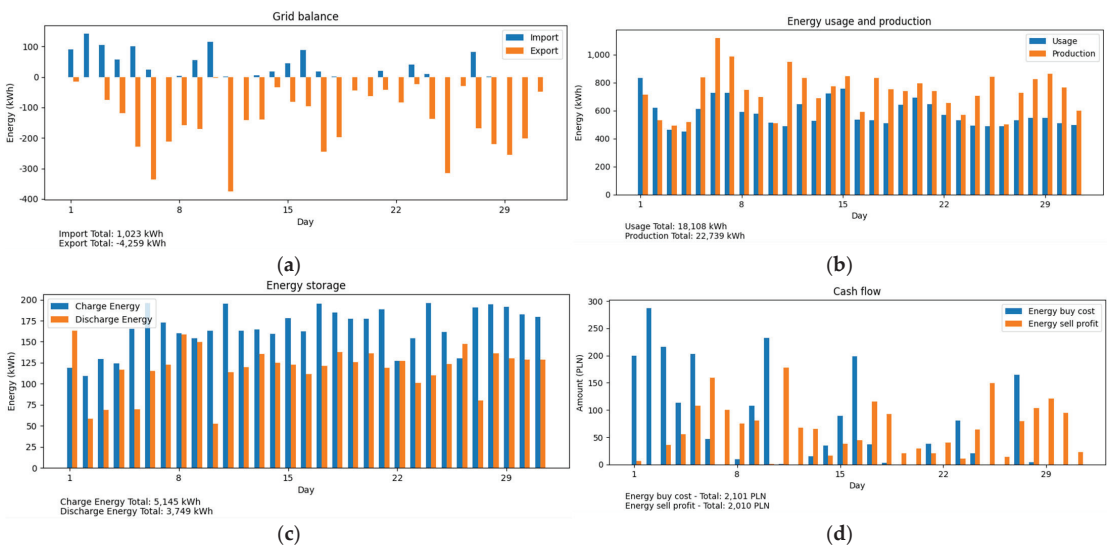 Grid balance
Import
Export
Energy (kWh)
100
0
-100
-200
-300
-400
1
8
15
22
29
Day
Import Total: 1,023 kWh
Export Total: -4,259 kWh
(a)
Energy usage and production
Usage
Production
Energy (kWh)
1,000
800
600
400
200
0
1
8
15
22
29
Day
Usage Total: 18,108 kWh
Production Total: 22,739 kWh
(b)
Energy storage
Charge Energy
Discharge Energy
Energy (kWh)
200
175
150
125
100
75
50
25
0
1
8
15
22
29
Day
Charge Energy Total: 5,145 kWh
Discharge Energy Total: 3,749 kWh
(c)
Cash flow
Energy buy cost
Energy sell profit
Amount (PLN)
300
250
200
150
100
50
0
1
8
15
22
29
Day
Energy buy cost - Total: 2,101 PLN
Energy sell profit - Total: 2,010 PLN
(d)